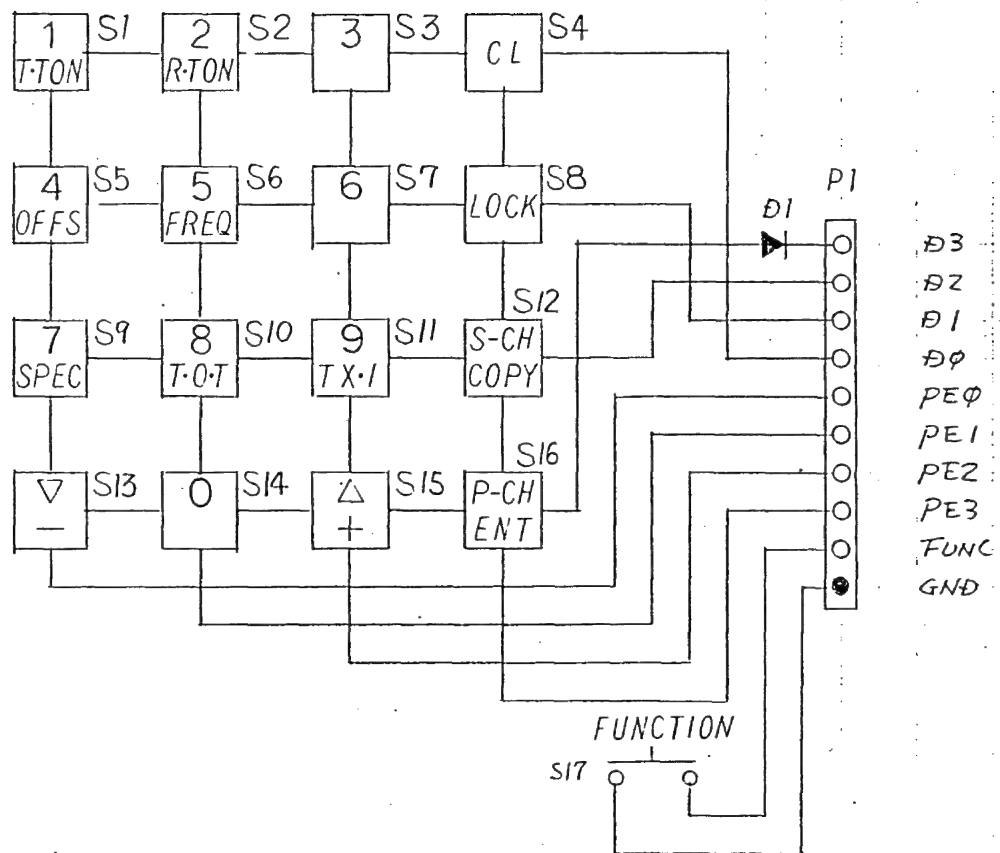 1 S1 2 S2 3 S3 CL S4
T·TON R·TON
4 S5 5 S6 6 S7 LOCK S8
OFFS FREQ
7 S9 8 S10 9 S11 S-CH S12
SPEC T·O·T TX·1 COPY
▽ S13 0 S14 △ S15 P-CH S16
− + ENT
P1
D1
D3
D2
D1
DØ
PEØ
PE1
PE2
PE3
FUNC
GND
FUNCTION
S17